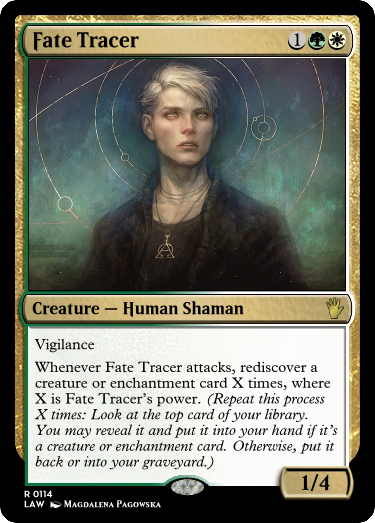 Fate Tracer
1
Creature — Human Shaman
Vigilance
Whenever Fate Tracer attacks, rediscover a
creature or enchantment card X times, where
X is Fate Tracer's power. (Repeat this process
X times: Look at the top card of your library.
You may reveal it and put it into your hand if it's
a creature or enchantment card. Otherwise, put it
back or into your graveyard.)
1/4
R 0114
LAW Magdalena Pagowska